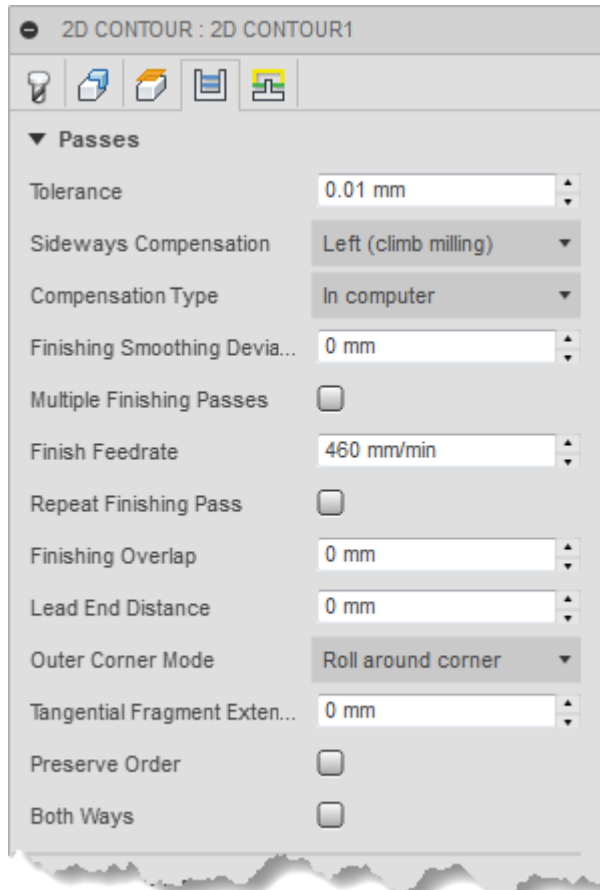 2D CONTOUR : 2D CONTOUR1
Passes
Tolerance 0.01 mm
Sideways Compensation Left (climb milling)
Compensation Type In computer
Finishing Smoothing Devia... 0 mm
Multiple Finishing Passes
Finish Feedrate 460 mm/min
Repeat Finishing Pass
Finishing Overlap 0 mm
Lead End Distance 0 mm
Outer Corner Mode Roll around corner
Tangential Fragment Exten... 0 mm
Preserve Order
Both Ways